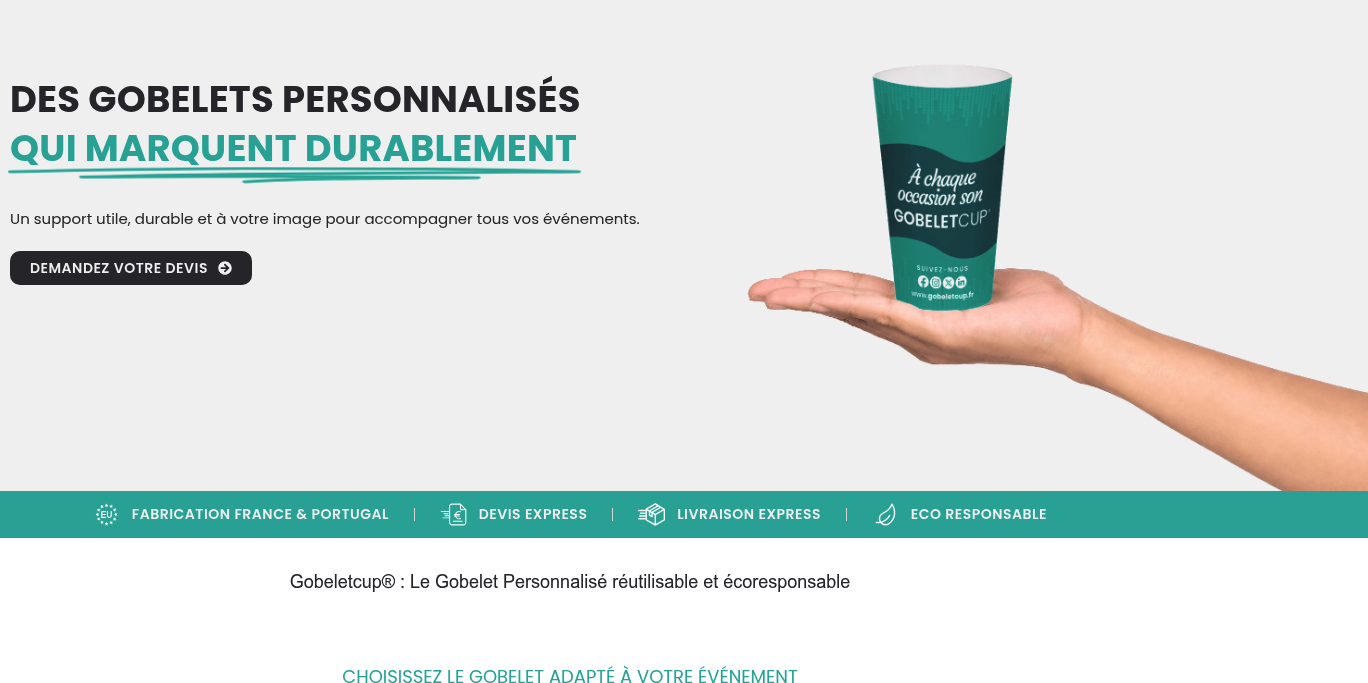 DES GOBELETS PERSONNALISÉS
QUI MARQUENT DURABLEMENT
Un support utile, durable et à votre image pour accompagner tous vos événements.
DEMANDEZ VOTRE DEVIS
À chaque
occasion son
GOBELETCUP
SUIVEZ-NOUS
www.gobeletcup.fr
EU FABRICATION FRANCE & PORTUGAL
€ DEVIS EXPRESS
LIVRAISON EXPRESS
ECO RESPONSABLE
Gobeletcup® : Le Gobelet Personnalisé réutilisable et écoresponsable
CHOISISSEZ LE GOBELET ADAPTÉ À VOTRE ÉVÉNEMENT